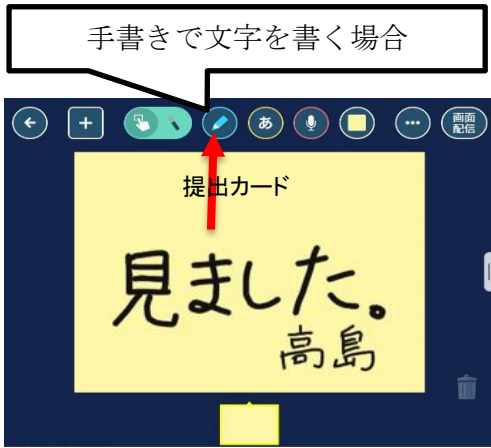 手書きで文字を書く場合
あ
画面
配信
提出カード
見ました。
高島